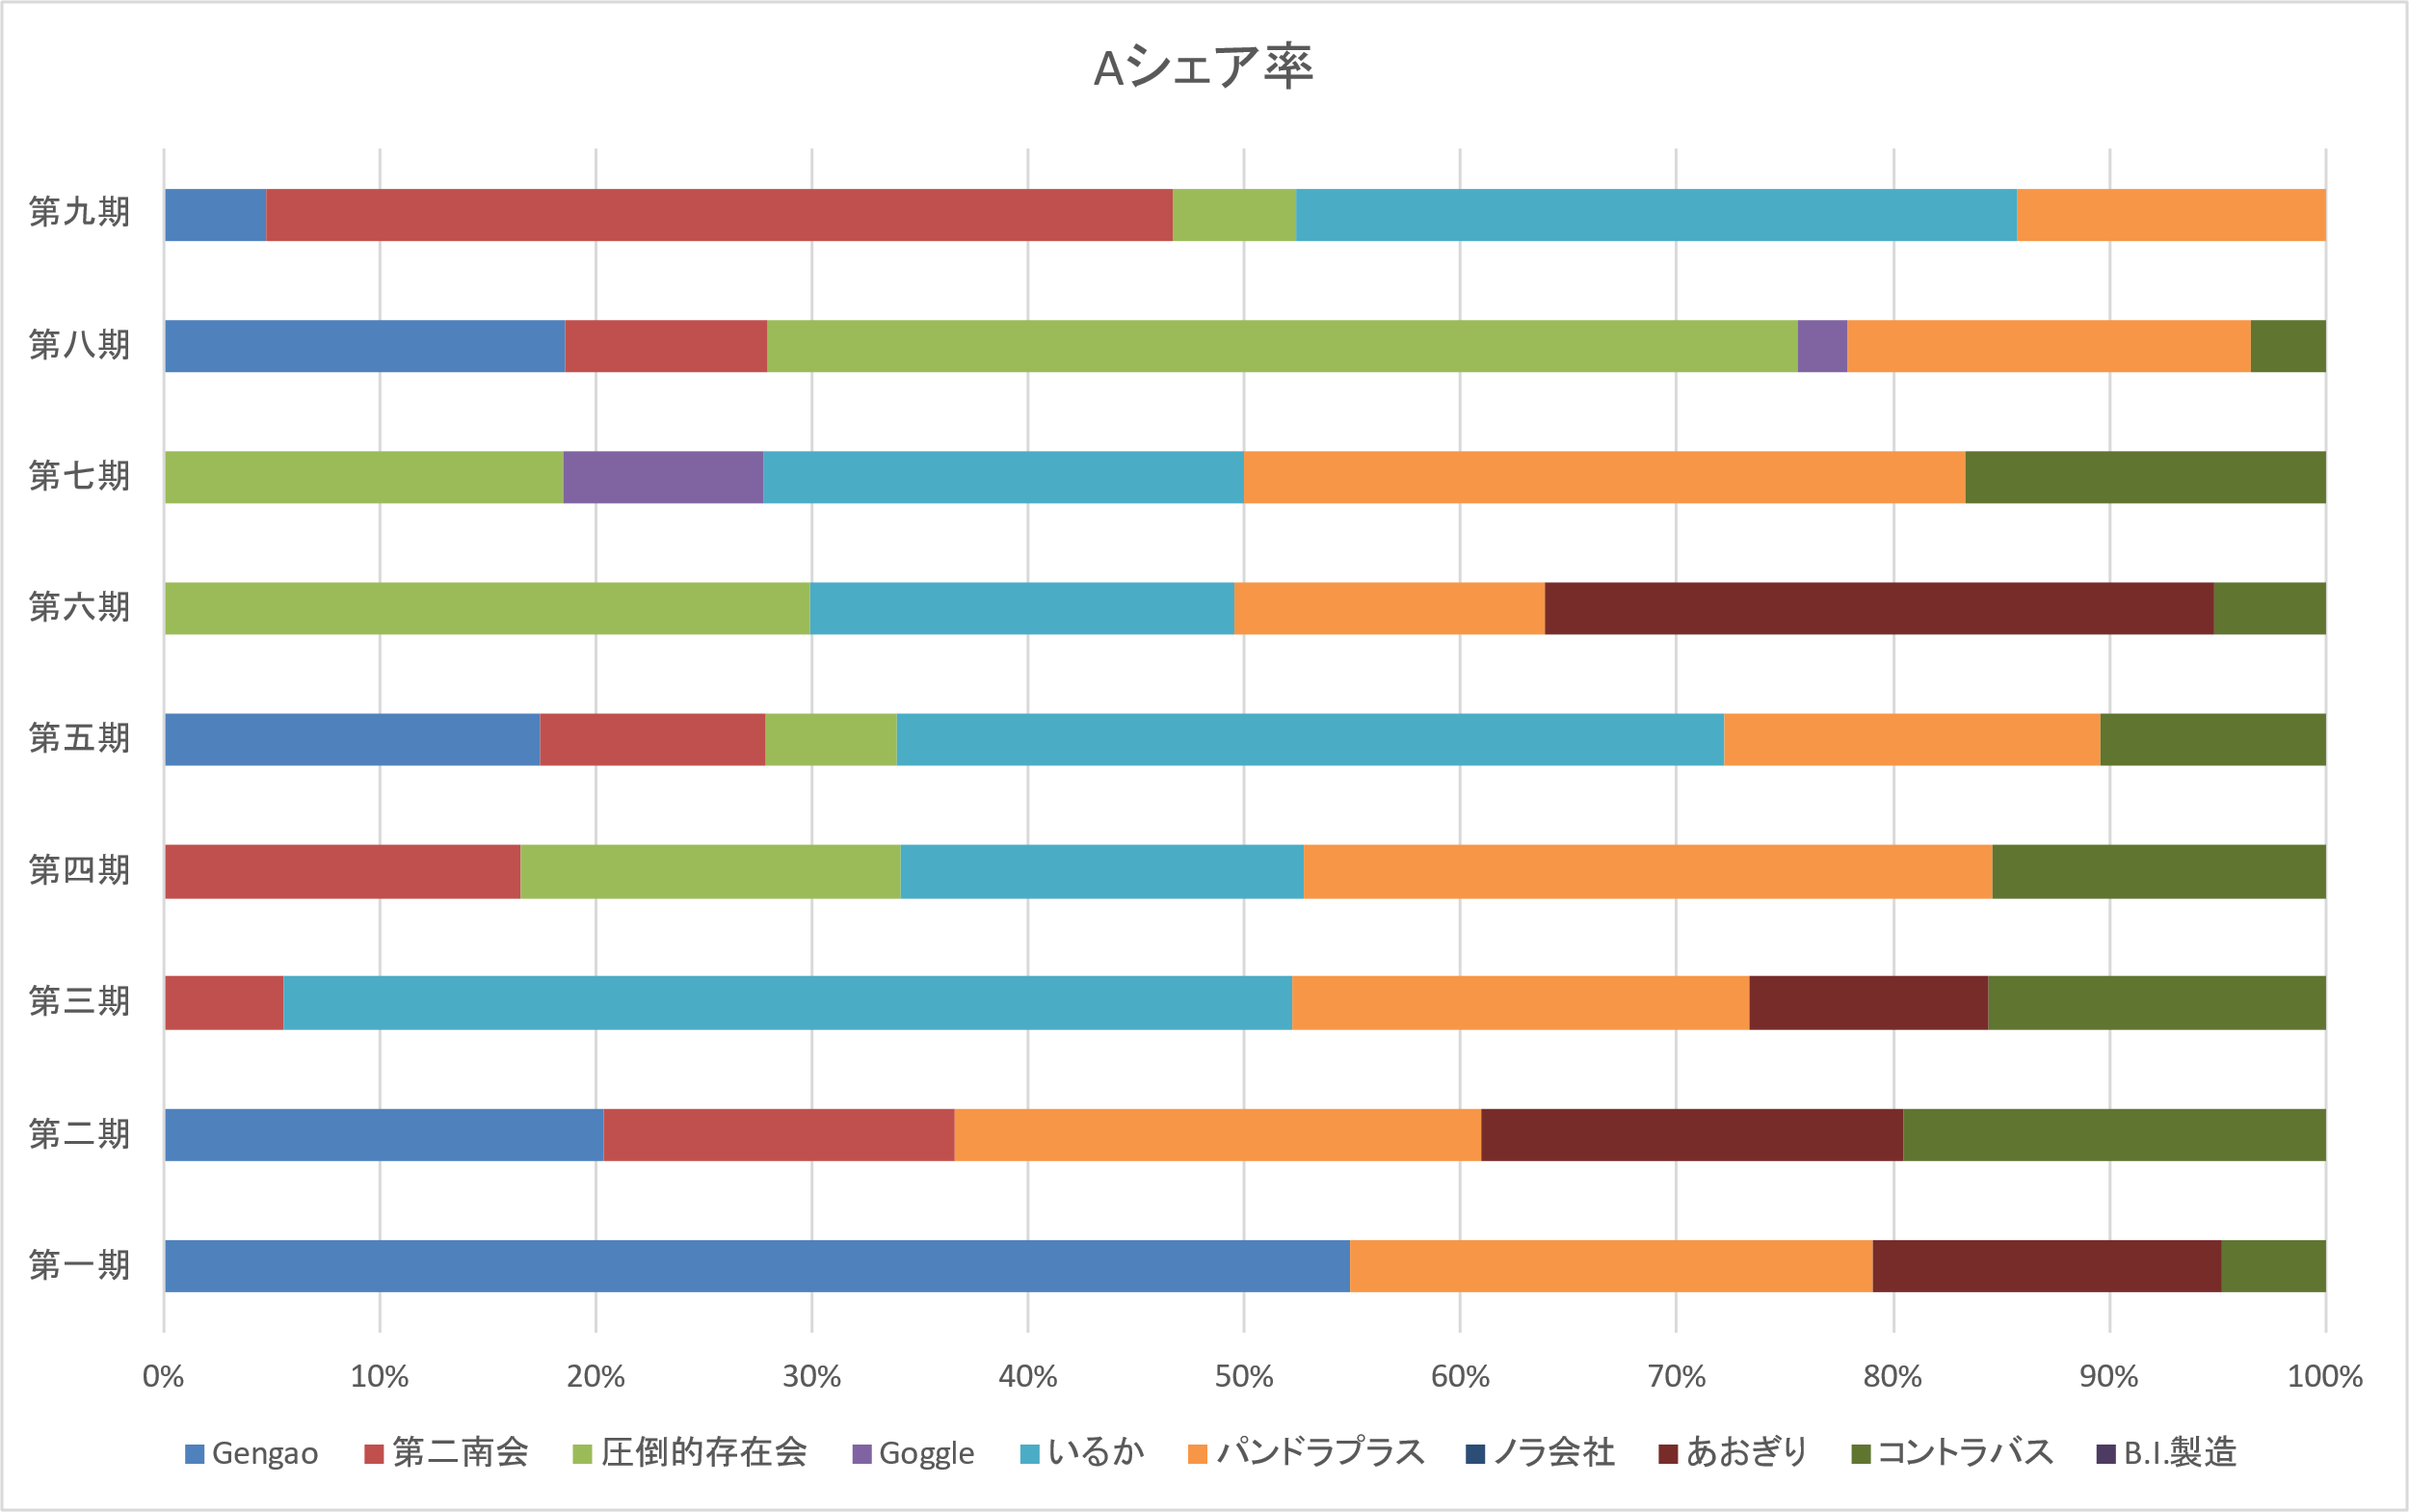 Aシェア率
第九期
第八期
第七期
第六期
第五期
第四期
第三期
第二期
第一期
0% 10% 20% 30% 40% 50% 60% 70% 80% 90% 100%
Gengao 第二南会 圧倒的存在会 Goggle いるか パンドラプラス ノラ会社 あおぎり コントラバス B.I.製造